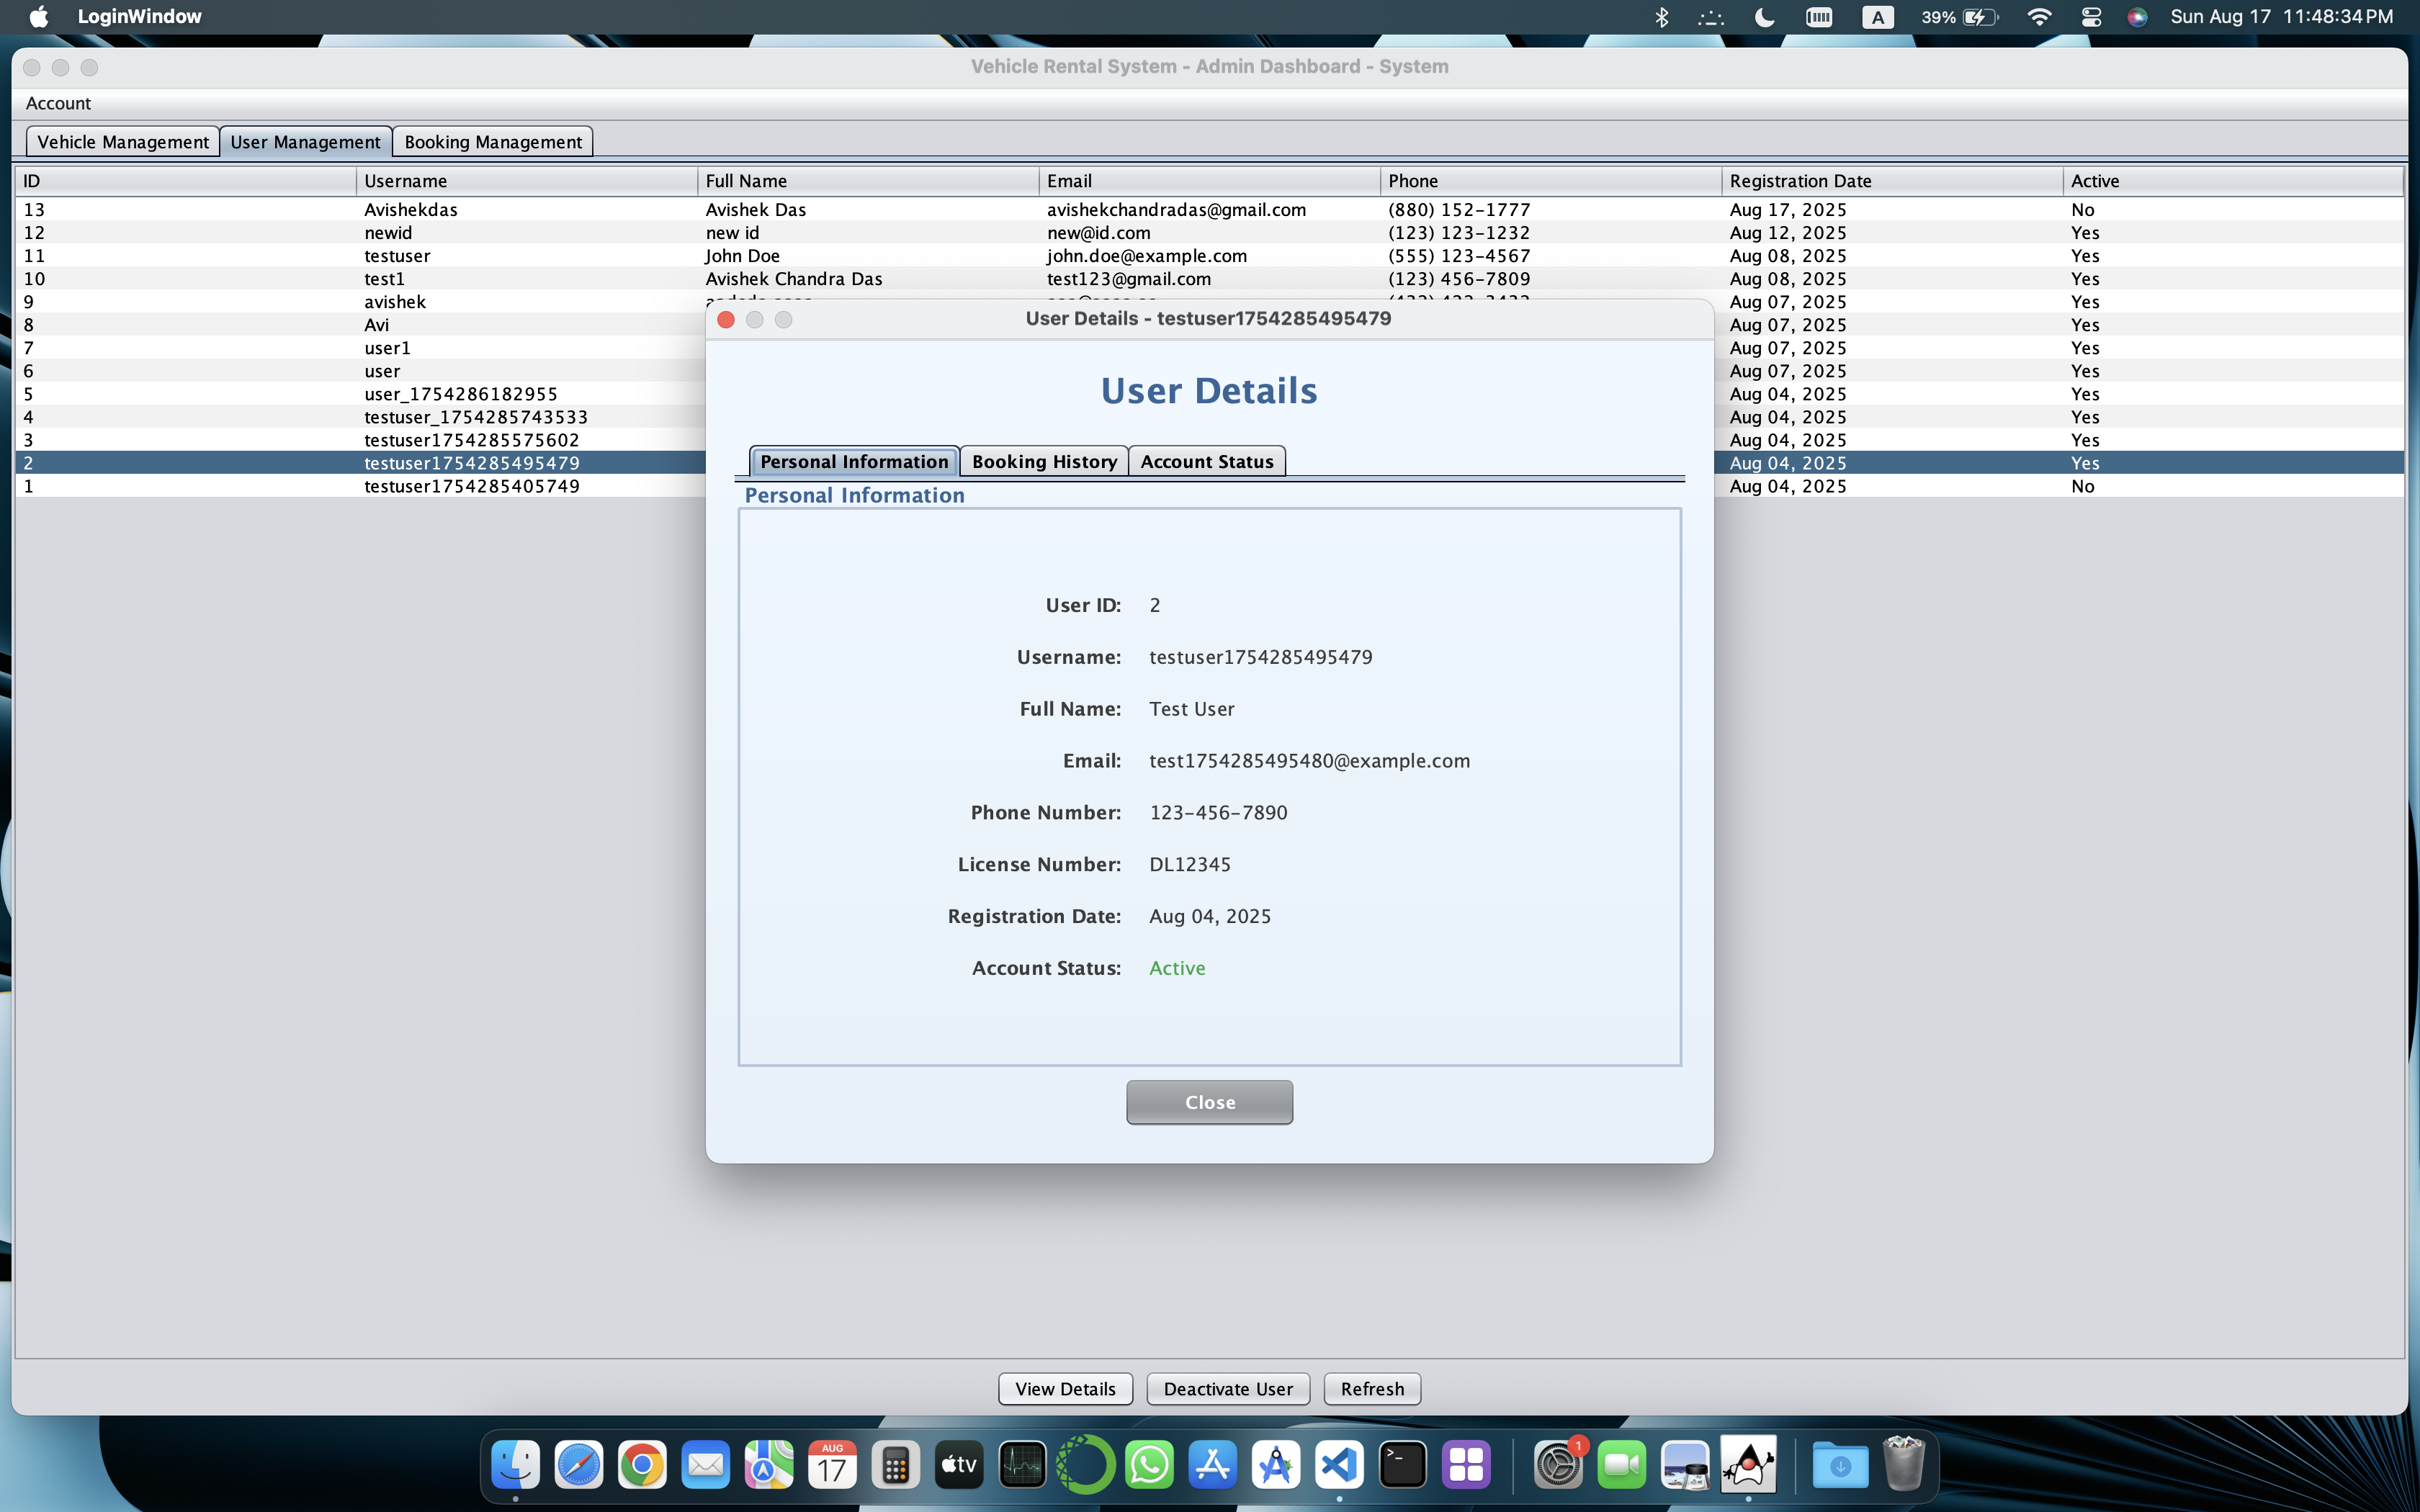 LoginWindow
A
39%
Sun Aug 17 11:48:34 PM
Vehicle Rental System - Admin Dashboard - System
Account
Vehicle Management User Management Booking Management
ID Username Full Name Email Phone Registration Date Active
13 Avishekdas Avishek Das avishekchandradas@gmail.com (880) 152-1777 Aug 17, 2025 No
12 newid new id new@id.com (123) 123-1232 Aug 12, 2025 Yes
11 testuser John Doe john.doe@example.com (555) 123-4567 Aug 08, 2025 Yes
10 test1 Avishek Chandra Das test123@gmail.com (123) 456-7809 Aug 08, 2025 Yes
9 avishek Aug 07, 2025 Yes
8 Avi Aug 07, 2025 Yes
7 user1 Aug 07, 2025 Yes
6 user Aug 07, 2025 Yes
5 user_1754286182955 Aug 04, 2025 Yes
4 testuser_1754285743533 Aug 04, 2025 Yes
3 testuser1754285575602 Aug 04, 2025 Yes
2 testuser1754285495479 Aug 04, 2025 Yes
1 testuser1754285405749 Aug 04, 2025 No
User Details - testuser1754285495479
User Details
Personal Information Booking History Account Status
Personal Information
User ID: 2
Username: testuser1754285495479
Full Name: Test User
Email: test1754285495480@example.com
Phone Number: 123-456-7890
License Number: DL12345
Registration Date: Aug 04, 2025
Account Status: Active
Close
View Details Deactivate User Refresh
AUG
17
tv
1